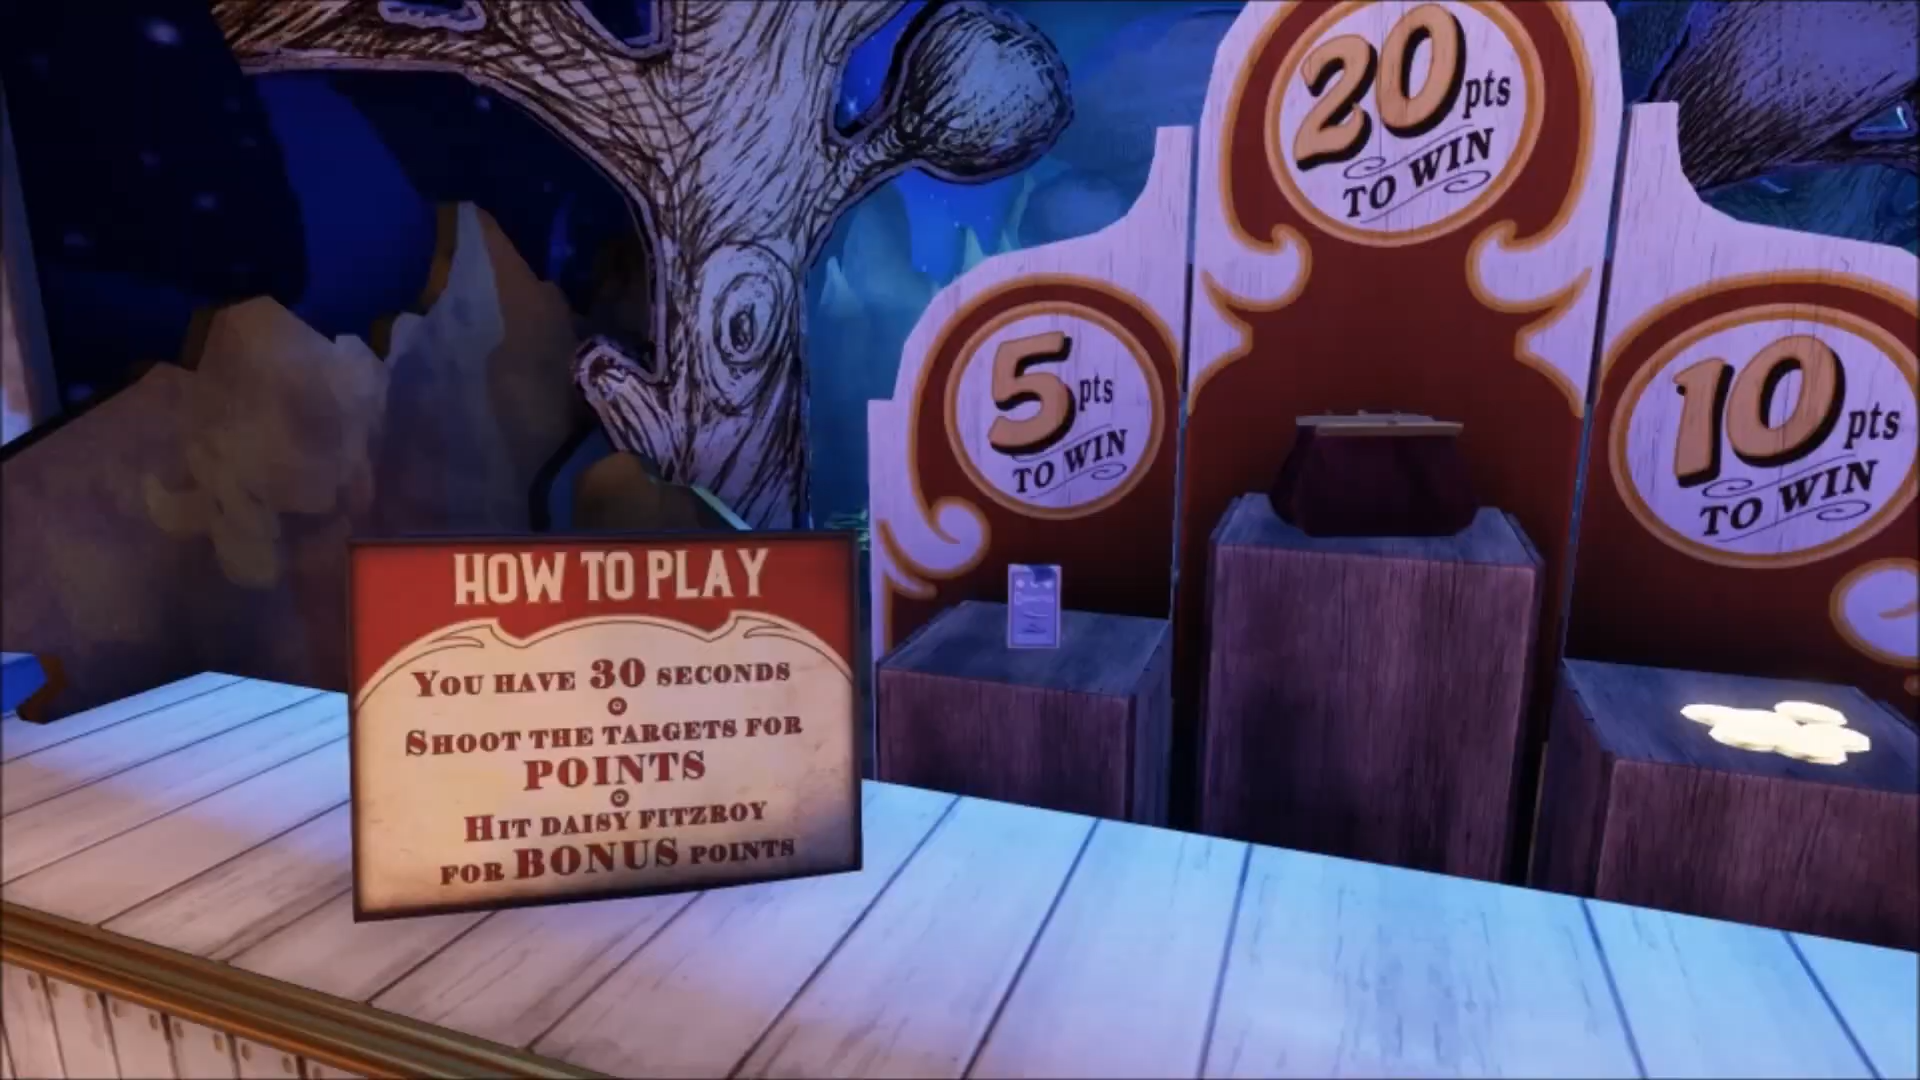 20 pts
TO WIN
5 pts
TO WIN
10 pts
TO WIN
HOW TO PLAY
YOU HAVE 30 SECONDS
SHOOT THE TARGETS FOR
POINTS
HIT DAISY FITZROY
FOR BONUS POINTS